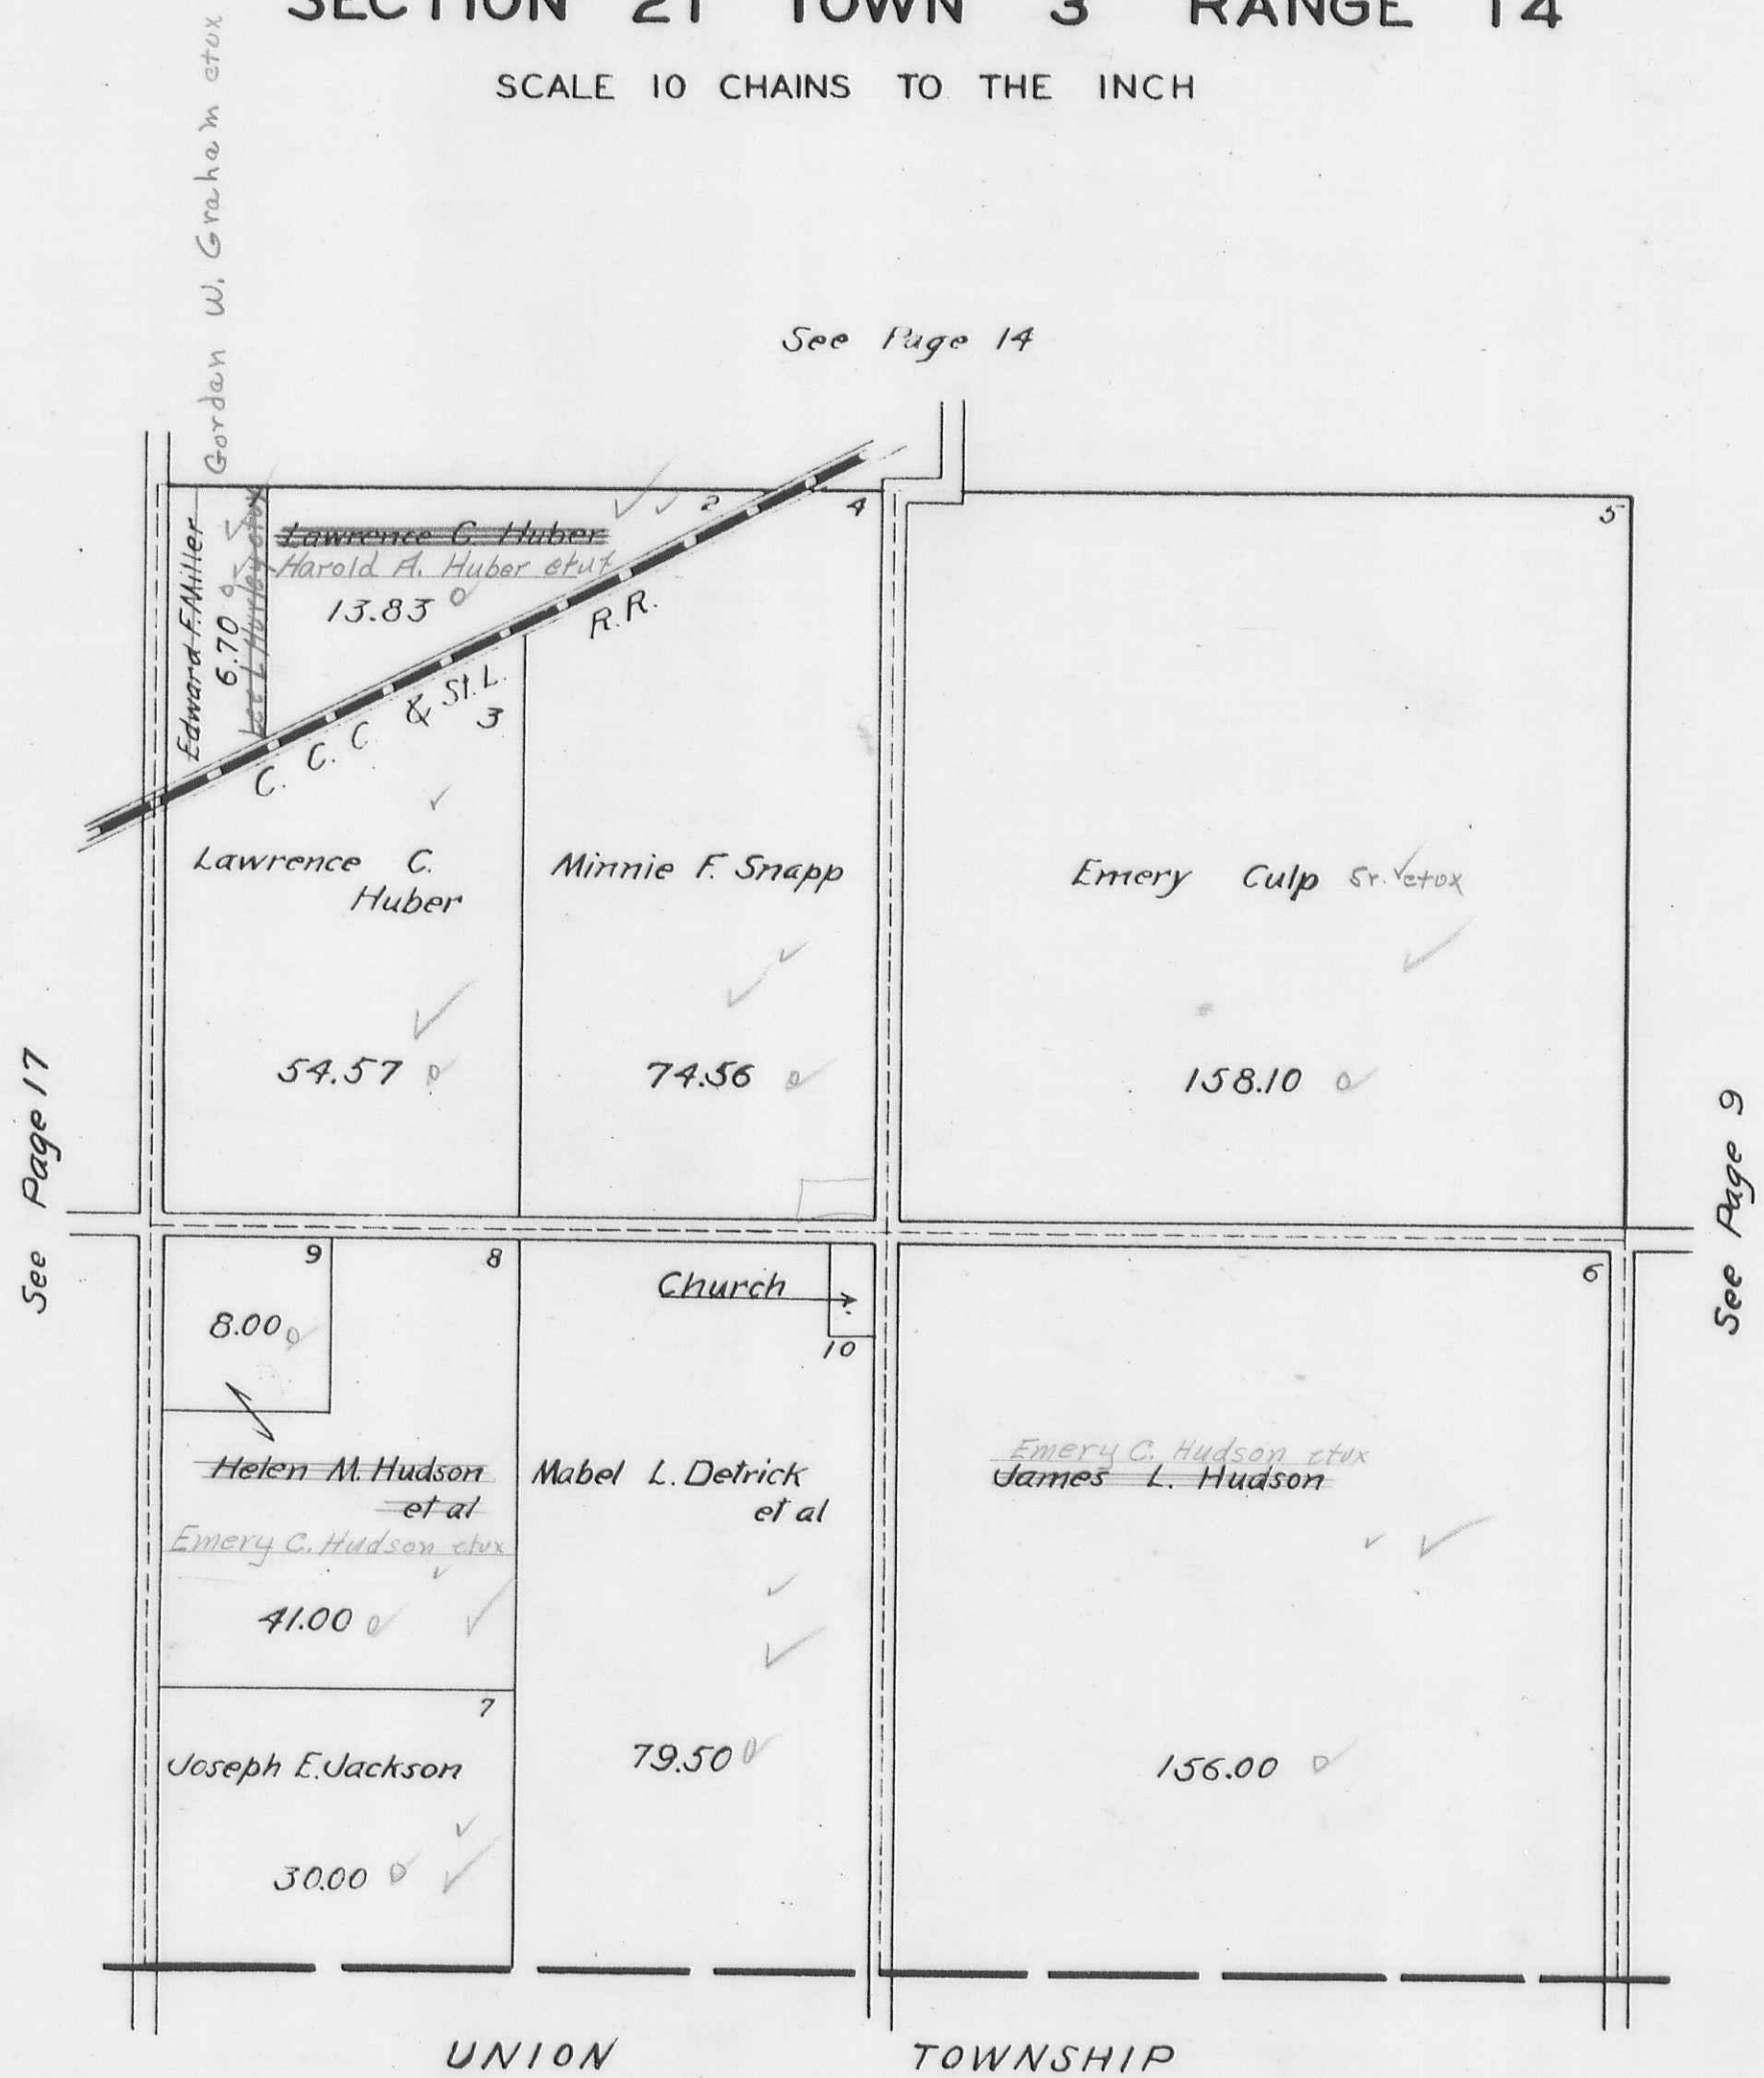 SECTION 21 TOWN 3 RANGE 14
SCALE 10 CHAINS TO THE INCH
Gordan W. Graham etux
See Page 14
Edward F. Miller
6.70
Lee L Hurley etux
Lawrence C. Huber
2
Harold A. Huber etux
13.83
4
5
C. C. C & St. L. R.R.
3
Lawrence C.
Huber
54.57
Minnie F. Snapp
74.56
Emery Culp Sr. etux
158.10
See Page 17
See Page 9
9
8.00
8
Church
10
6
Helen M. Hudson
et al
Emery C. Hudson etux
41.00
Mabel L. Detrick
et al
79.50
Emery C. Hudson etux
James L. Hudson
156.00
7
Joseph E. Jackson
30.00
UNION TOWNSHIP